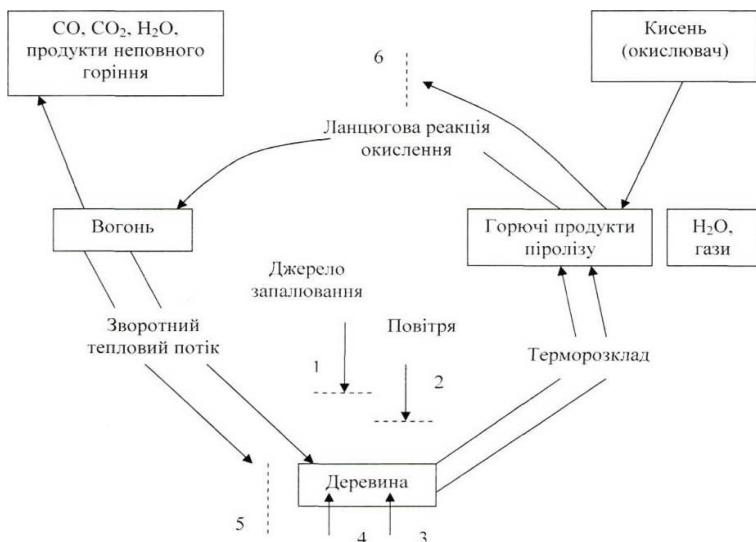 CO, CO₂, H₂O,
продукти неповного
горіння
Кисень
(окислювач)
6
Ланцюгова реакція
окислення
Вогонь
Горючі продукти
піролізу
H₂O,
гази
Джерело
запалювання
Зворотний
тепловий потік
Повітря
Терморозклад
1
2
Деревина
5
4
3